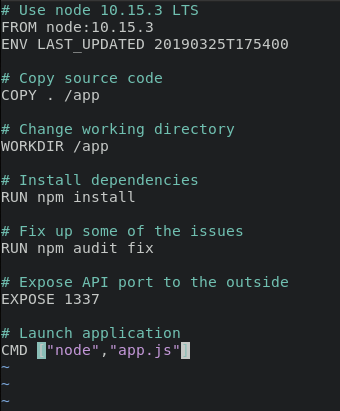 # Use node 10.15.3 LTS
FROM node:10.15.3
ENV LAST_UPDATED 20190325T175400
# Copy source code
COPY . /app
# Change working directory
WORKDIR /app
# Install dependencies
RUN npm install
# Fix up some of the issues
RUN npm audit fix
# Expose API port to the outside
EXPOSE 1337
# Launch application
CMD ["node","app.js"]
~
~
~